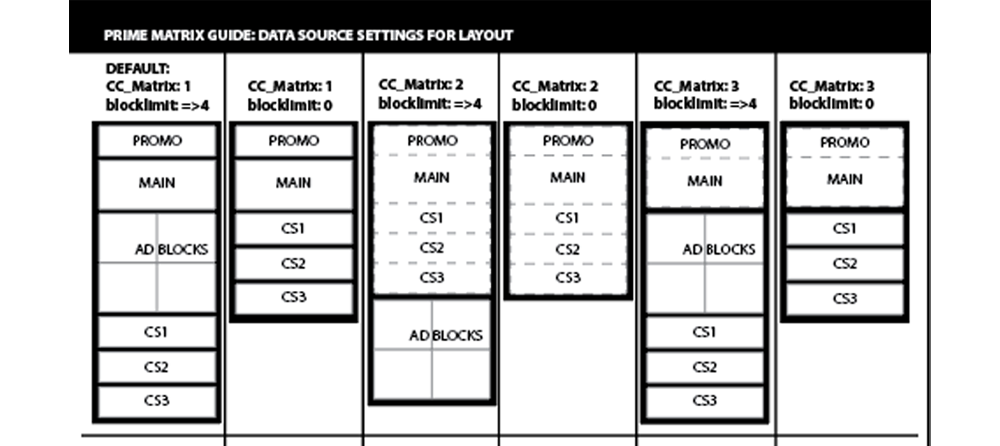 PRIME MATRIX GUIDE: DATA SOURCE SETTINGS FOR LAYOUT
DEFAULT:
CC_Matrix: 1
blocklimit: =>4
PROMO
MAIN
AD BLOCKS
CS1
CS2
CS3
CC_Matrix: 1
blocklimit: 0
PROMO
MAIN
CS1
CS2
CS3
CC_Matrix: 2
blocklimit: =>4
PROMO
MAIN
CS1
CS2
CS3
AD BLOCKS
CC_Matrix: 2
blocklimit: 0
PROMO
MAIN
CS1
CS2
CS3
CC_Matrix: 3
blocklimit: =>4
PROMO
MAIN
AD BLOCKS
CS1
CS2
CS3
CC_Matrix: 3
blocklimit: 0
PROMO
MAIN
CS1
CS2
CS3